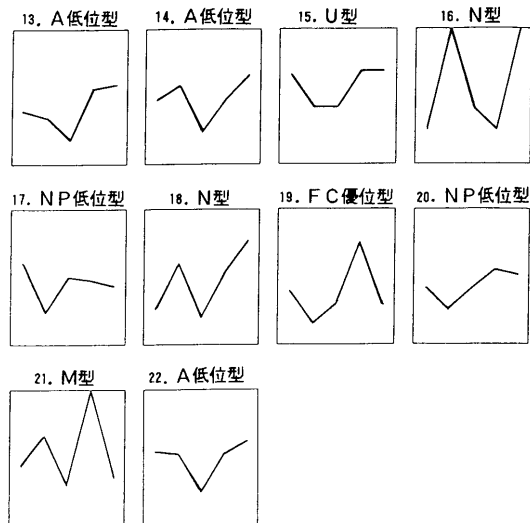 13. A低位型
14. A低位型
15. U型
16. N型
17. NP低位型
18. N型
19. FC優位型
20. NP低位型
21. M型
22. A低位型